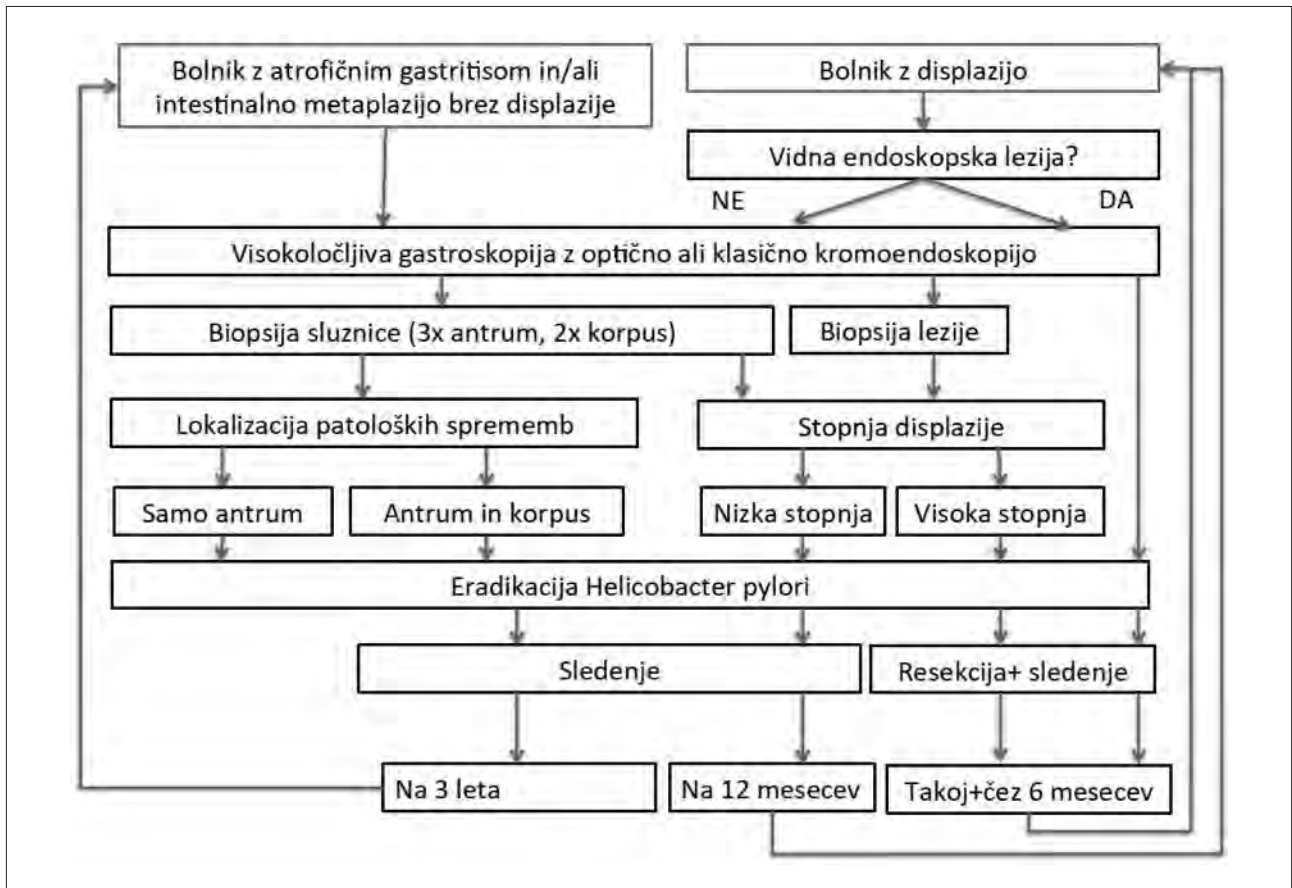 Bolnik z atrofičnim gastritisom in/ali
intestinalno metaplazijo brez displazije
Bolnik z displazijo
Vidna endoskopska lezija?
NE
DA
Visokoločljiva gastroskopija z optično ali klasično kromoendoskopijo
Biopsija sluznice (3x antrum, 2x korpus)
Biopsija lezije
Lokalizacija patoloških sprememb
Stopnja displazije
Samo antrum
Antrum in korpus
Nizka stopnja
Visoka stopnja
Eradikacija Helicobacter pylori
Sledenje
Resekcija+ sledenje
Na 3 leta
Na 12 mesecev
Takoj+čez 6 mesecev